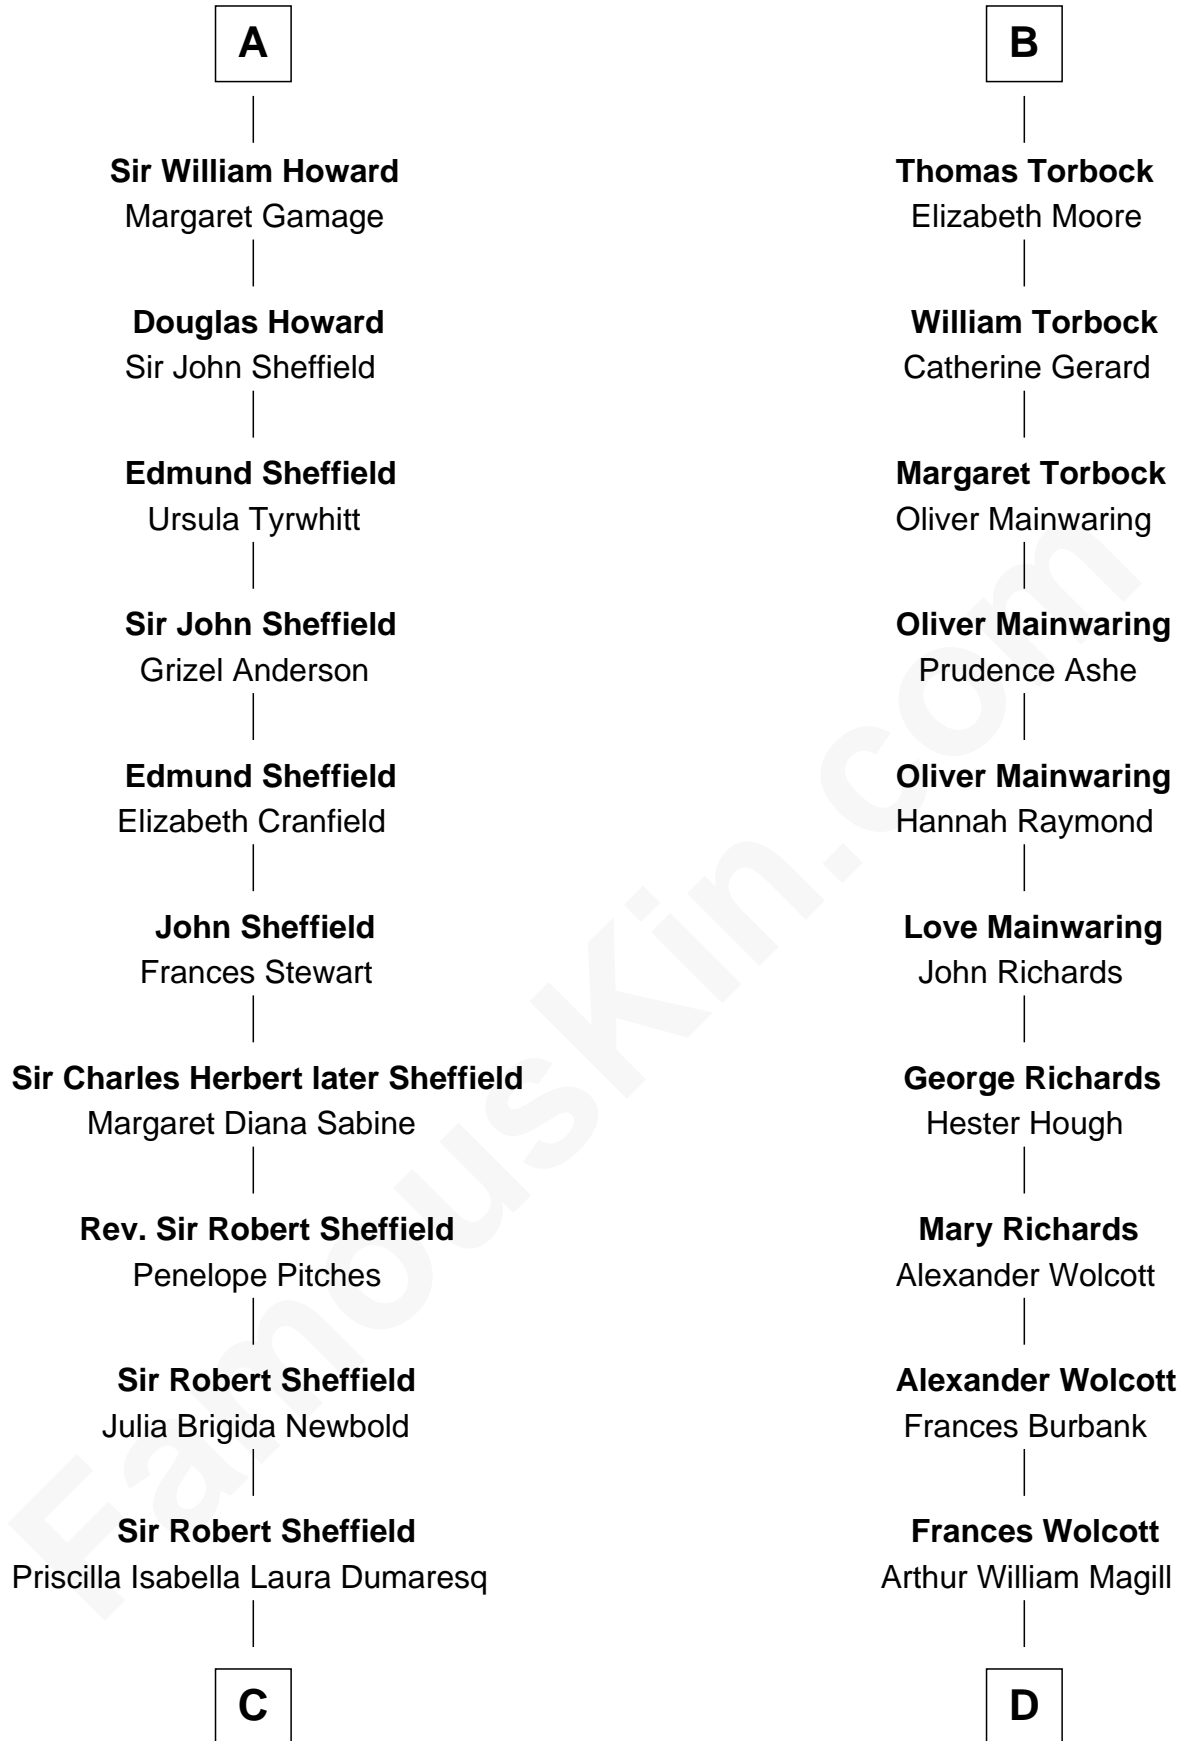 A
Sir William Howard
Margaret Gamage
Douglas Howard
Sir John Sheffield
Edmund Sheffield
Ursula Tyrwhitt
Sir John Sheffield
Grizel Anderson
Edmund Sheffield
Elizabeth Cranfield
John Sheffield
Frances Stewart
Sir Charles Herbert later Sheffield
Margaret Diana Sabine
Rev. Sir Robert Sheffield
Penelope Pitches
Sir Robert Sheffield
Julia Brigida Newbold
Sir Robert Sheffield
Priscilla Isabella Laura Dumaresq
C
B
Thomas Torbock
Elizabeth Moore
William Torbock
Catherine Gerard
Margaret Torbock
Oliver Mainwaring
Oliver Mainwaring
Prudence Ashe
Oliver Mainwaring
Hannah Raymond
Love Mainwaring
John Richards
George Richards
Hester Hough
Mary Richards
Alexander Wolcott
Alexander Wolcott
Frances Burbank
Frances Wolcott
Arthur William Magill
D
FamousKin.com